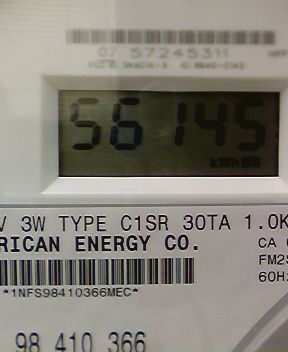 07 57245311
56145
kWh
V 3W TYPE C1SR 30TA 1.0K
RICAN ENERGY CO.
CA
FM2S
60Hz
*1NFS98410366MEC*
98 410 366